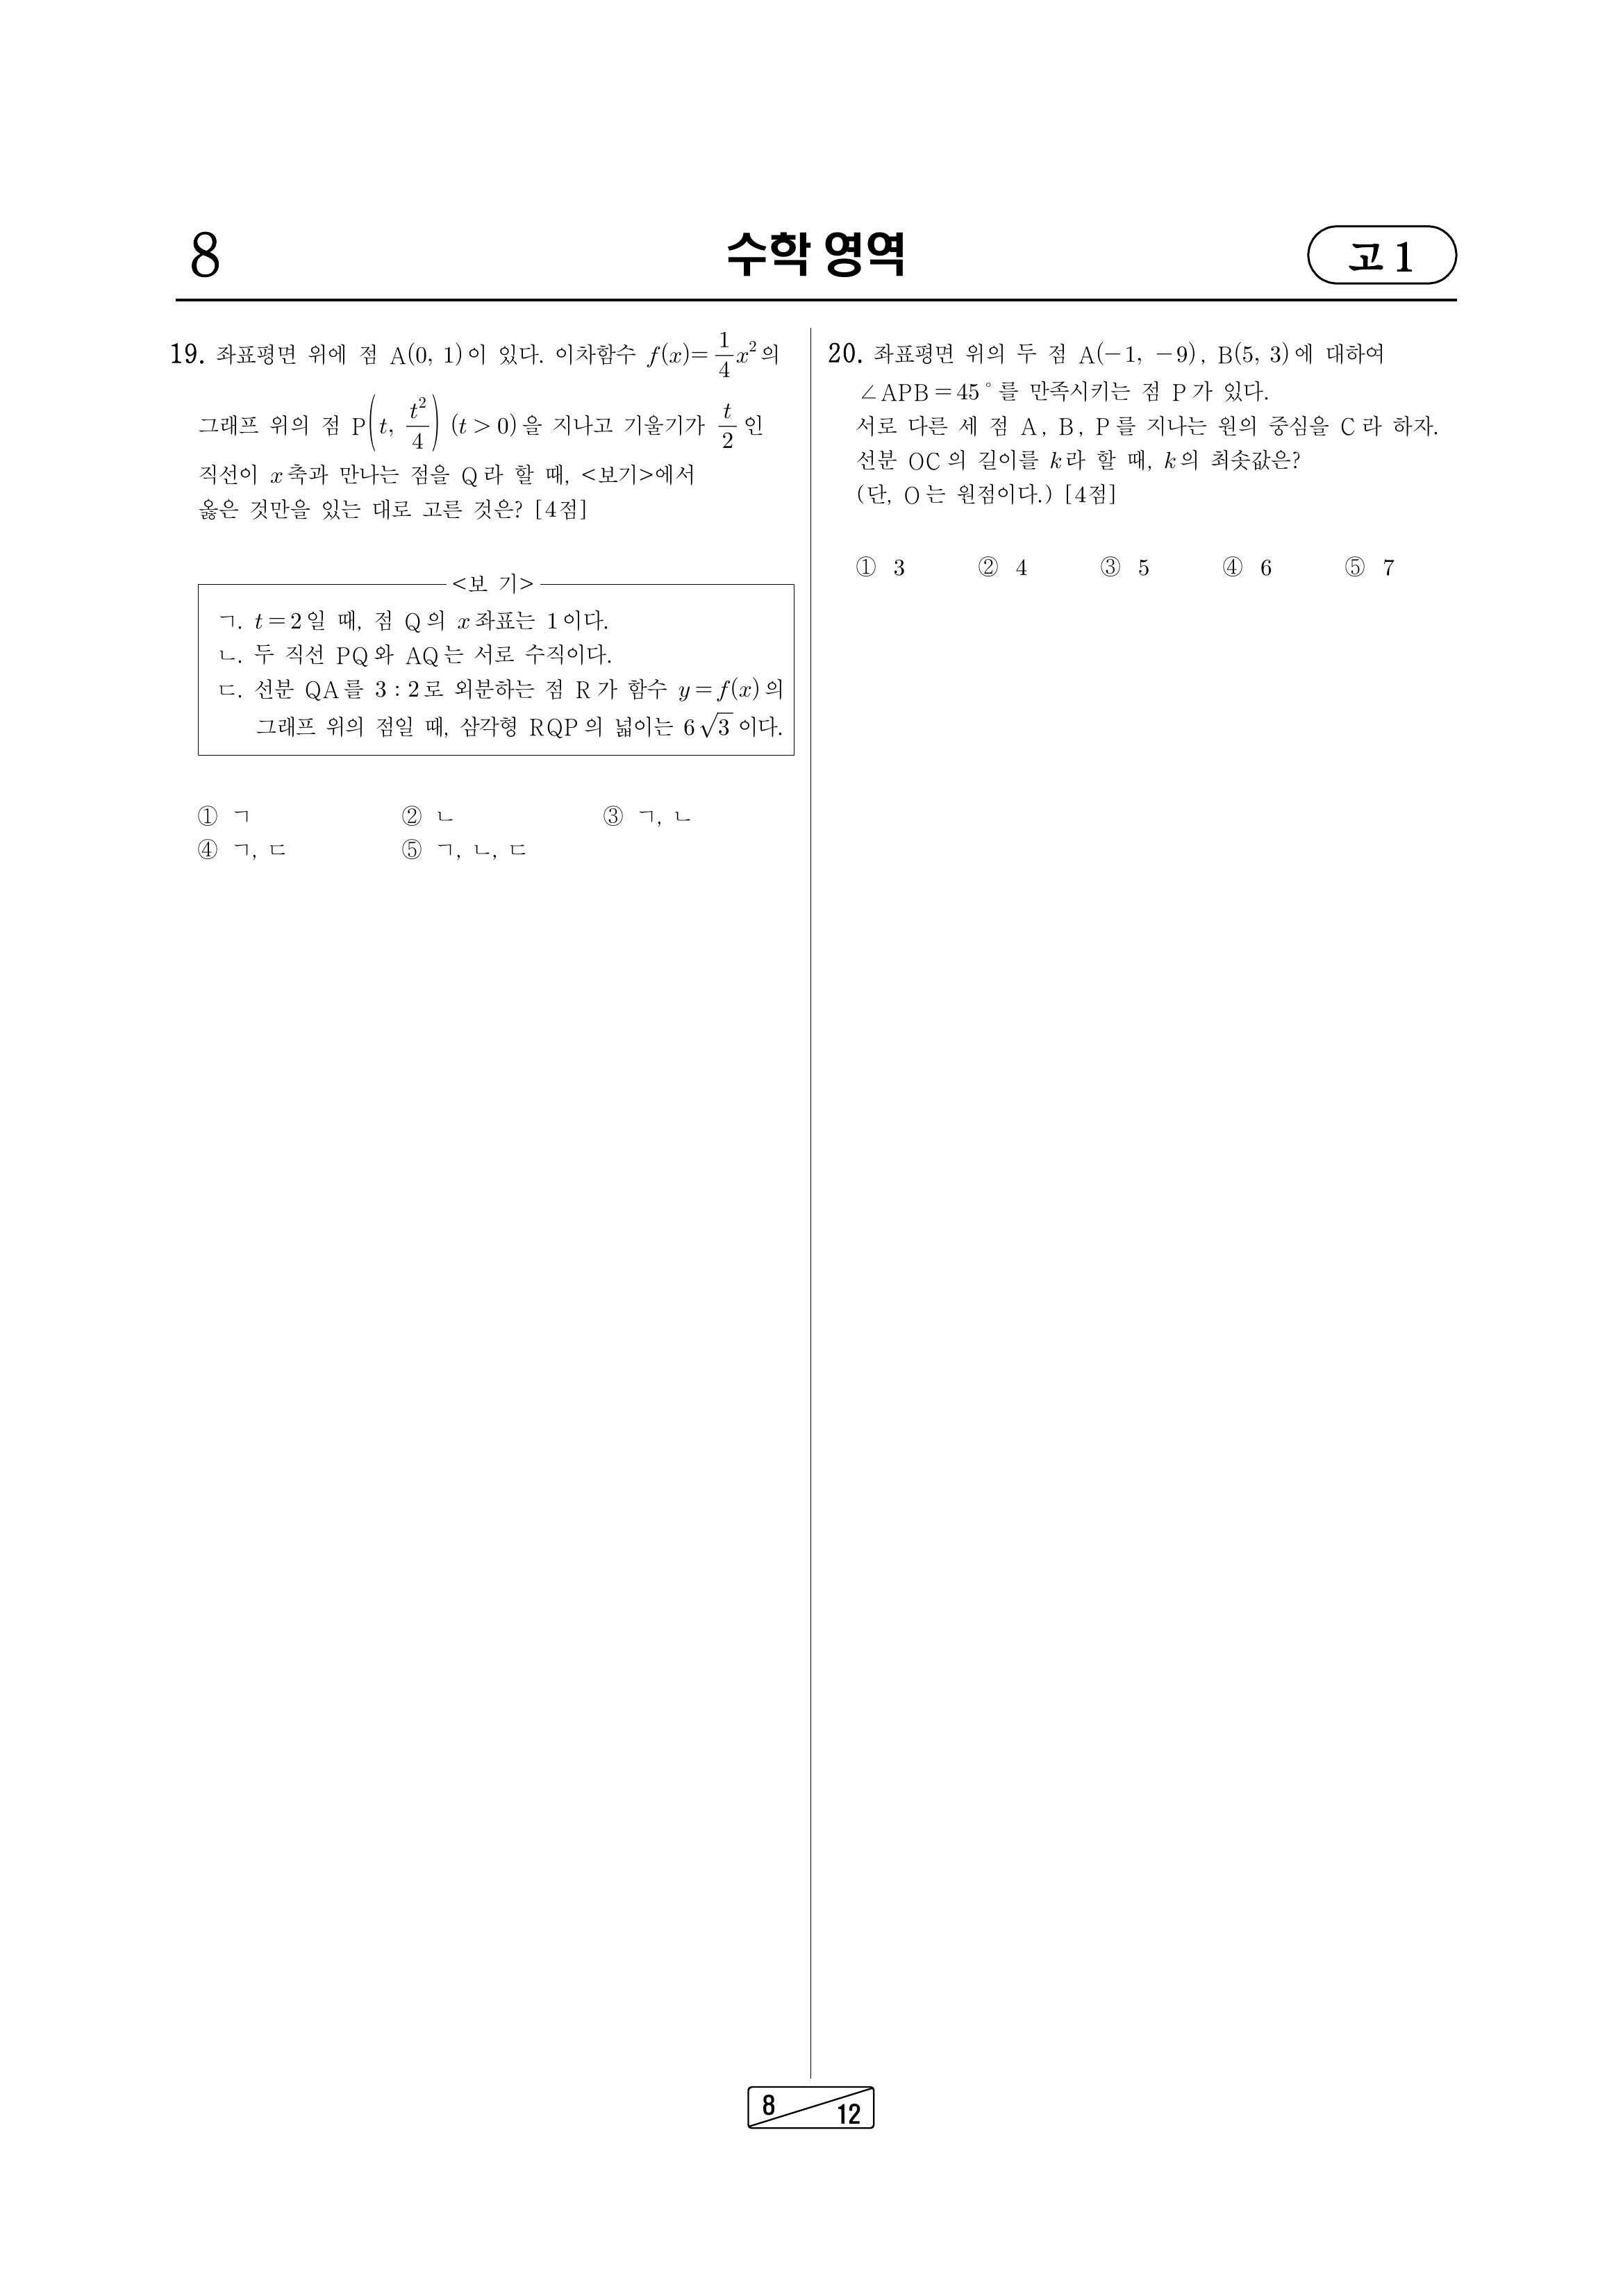 8
수학 영역
고 1
19. 좌표평면 위에 점 A(0, 1)이 있다. 이차함수 f(x)=\frac{1}{4}x^2의
그래프 위의 점 P(t, \frac{t^2}{4}) (t > 0)을 지나고 기울기가 \frac{t}{2}인
직선이 x축과 만나는 점을 Q라 할 때, <보기>에서
옳은 것만을 있는 대로 고른 것은? [4점]
<보 기>
ㄱ. t=2일 때, 점 Q의 x좌표는 1이다.
ㄴ. 두 직선 PQ와 AQ는 서로 수직이다.
ㄷ. 선분 QA를 3 : 2로 외분하는 점 R가 함수 y=f(x)의
그래프 위의 점일 때, 삼각형 RQP의 넓이는 6√3이다.
① ㄱ ② ㄴ ③ ㄱ, ㄴ
④ ㄱ, ㄷ ⑤ ㄱ, ㄴ, ㄷ
20. 좌표평면 위의 두 점 A(-1, -9), B(5, 3)에 대하여
∠APB=45°를 만족시키는 점 P가 있다.
서로 다른 세 점 A, B, P를 지나는 원의 중심을 C라 하자.
선분 OC의 길이를 k라 할 때, k의 최솟값은?
(단, O는 원점이다.) [4점]
① 3 ② 4 ③ 5 ④ 6 ⑤ 7
8
12